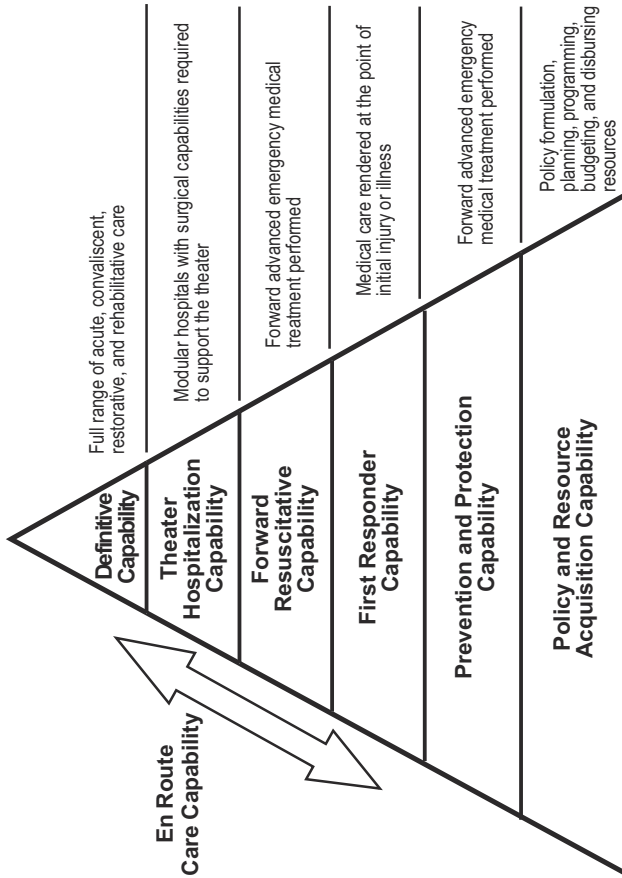 Definitive
Capability
Full range of acute, convaliscent,
restorative, and rehabilitative care
Theater
Hospitalization
Capability
Modular hospitals with surgical capabilities required
to support the theater
Forward
Resuscitative
Capability
Forward advanced emergency medical
treatment performed
First Responder
Capability
Medical care rendered at the point of
initial injury or illness
Prevention and Protection
Capability
Forward advanced emergency
medical treatment performed
Policy and Resource
Acquisition Capability
Policy formulation,
planning, programming,
budgeting, and disbursing
resources
En Route
Care Capability